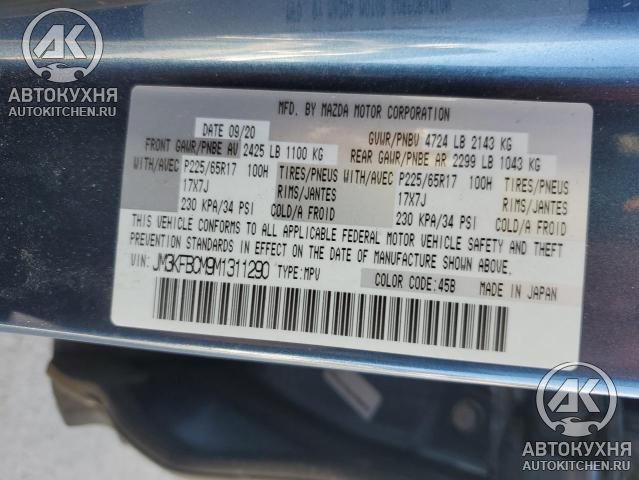 АК
АВТОКУХНЯ
AUTOKITCHEN.RU
MFD. BY MAZDA MOTOR CORPORATION
DATE 09/20 GVWR/PNBV 4724 LB 2143 KG
FRONT GAWR/PNBE AV 2425 LB 1100 KG REAR GAWR/PNBE AR 2299 LB 1043 KG
WITH/AVEC P225/65R17 100H TIRES/PNEUS WITH/AVEC P225/65R17 100H TIRES/PNEUS
17X7J RIMS/JANTES 17X7J RIMS/JANTES
230 KPA/34 PSI COLD/A FROID 230 KPA/34 PSI COLD/A FROID
THIS VEHICLE CONFORMS TO ALL APPLICABLE FEDERAL MOTOR VEHICLE SAFETY AND THEFT
PREVENTION STANDARDS IN EFFECT ON THE DATE OF MANUFACTURE SHOWN ABOVE.
VIN: JM3KFBCM9M1311290 TYPE: MPV COLOR CODE: 45B MADE IN JAPAN
АК
АВТОКУХНЯ
AUTOKITCHEN.RU